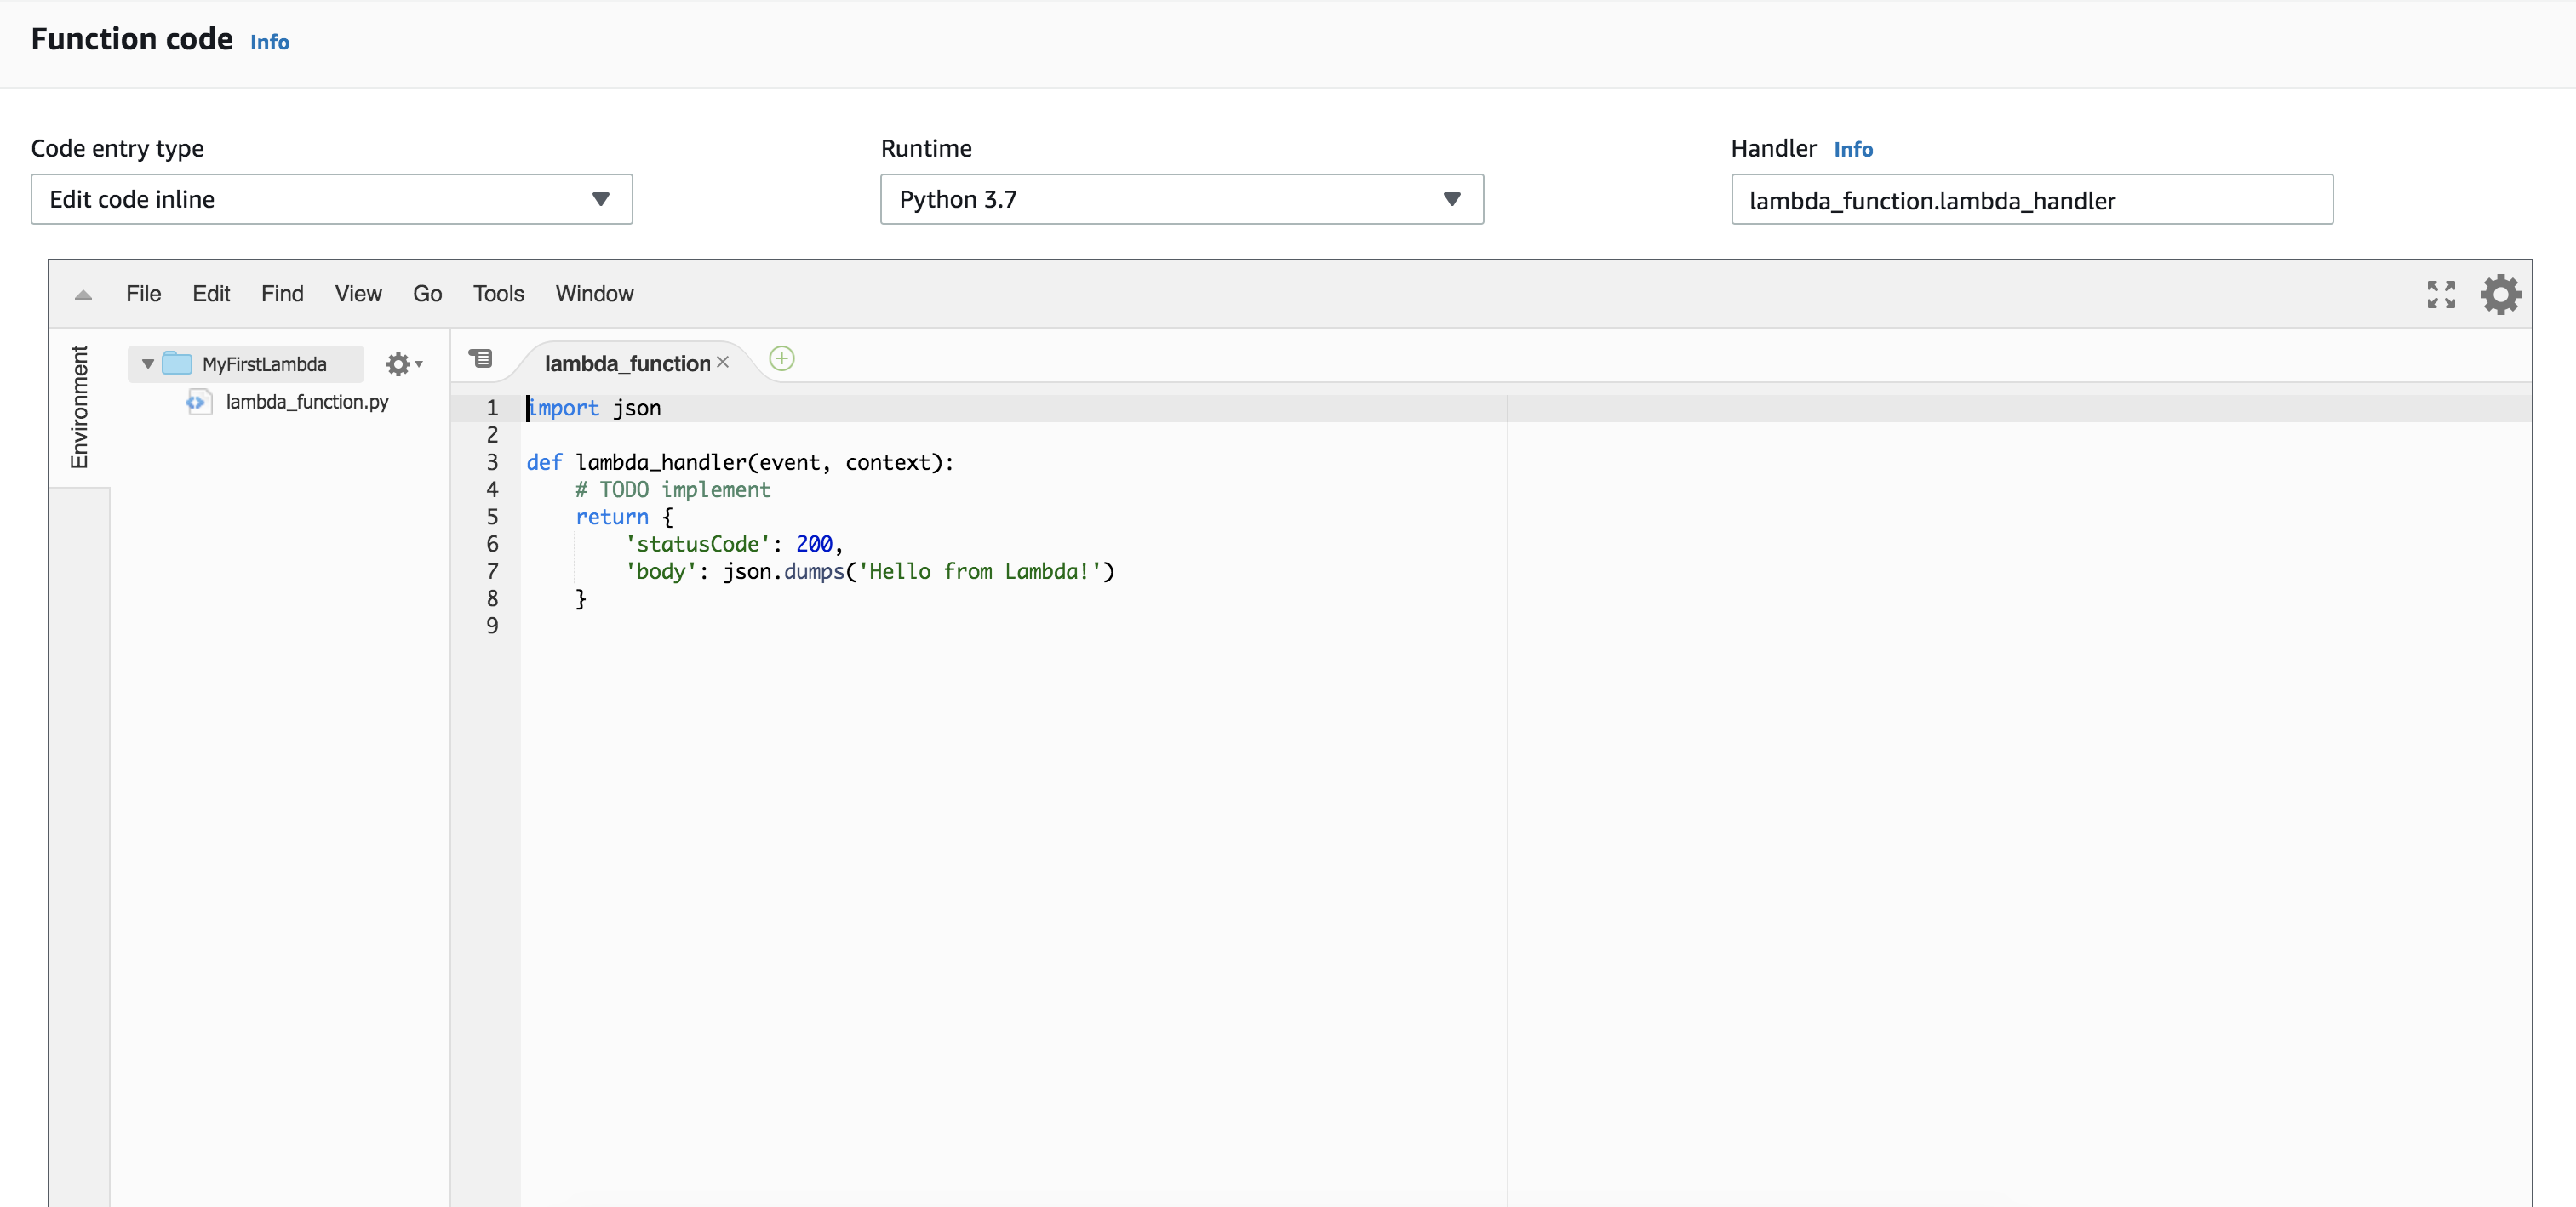 Function code Info
Code entry type
Runtime
Handler Info
Edit code inline
Python 3.7
lambda_function.lambda_handler
File Edit Find View Go Tools Window
Environment
MyFirstLambda
lambda_function.py
lambda_function
1 import json
2
3 def lambda_handler(event, context):
4     # TODO implement
5     return {
6         'statusCode': 200,
7         'body': json.dumps('Hello from Lambda!')
8     }
9